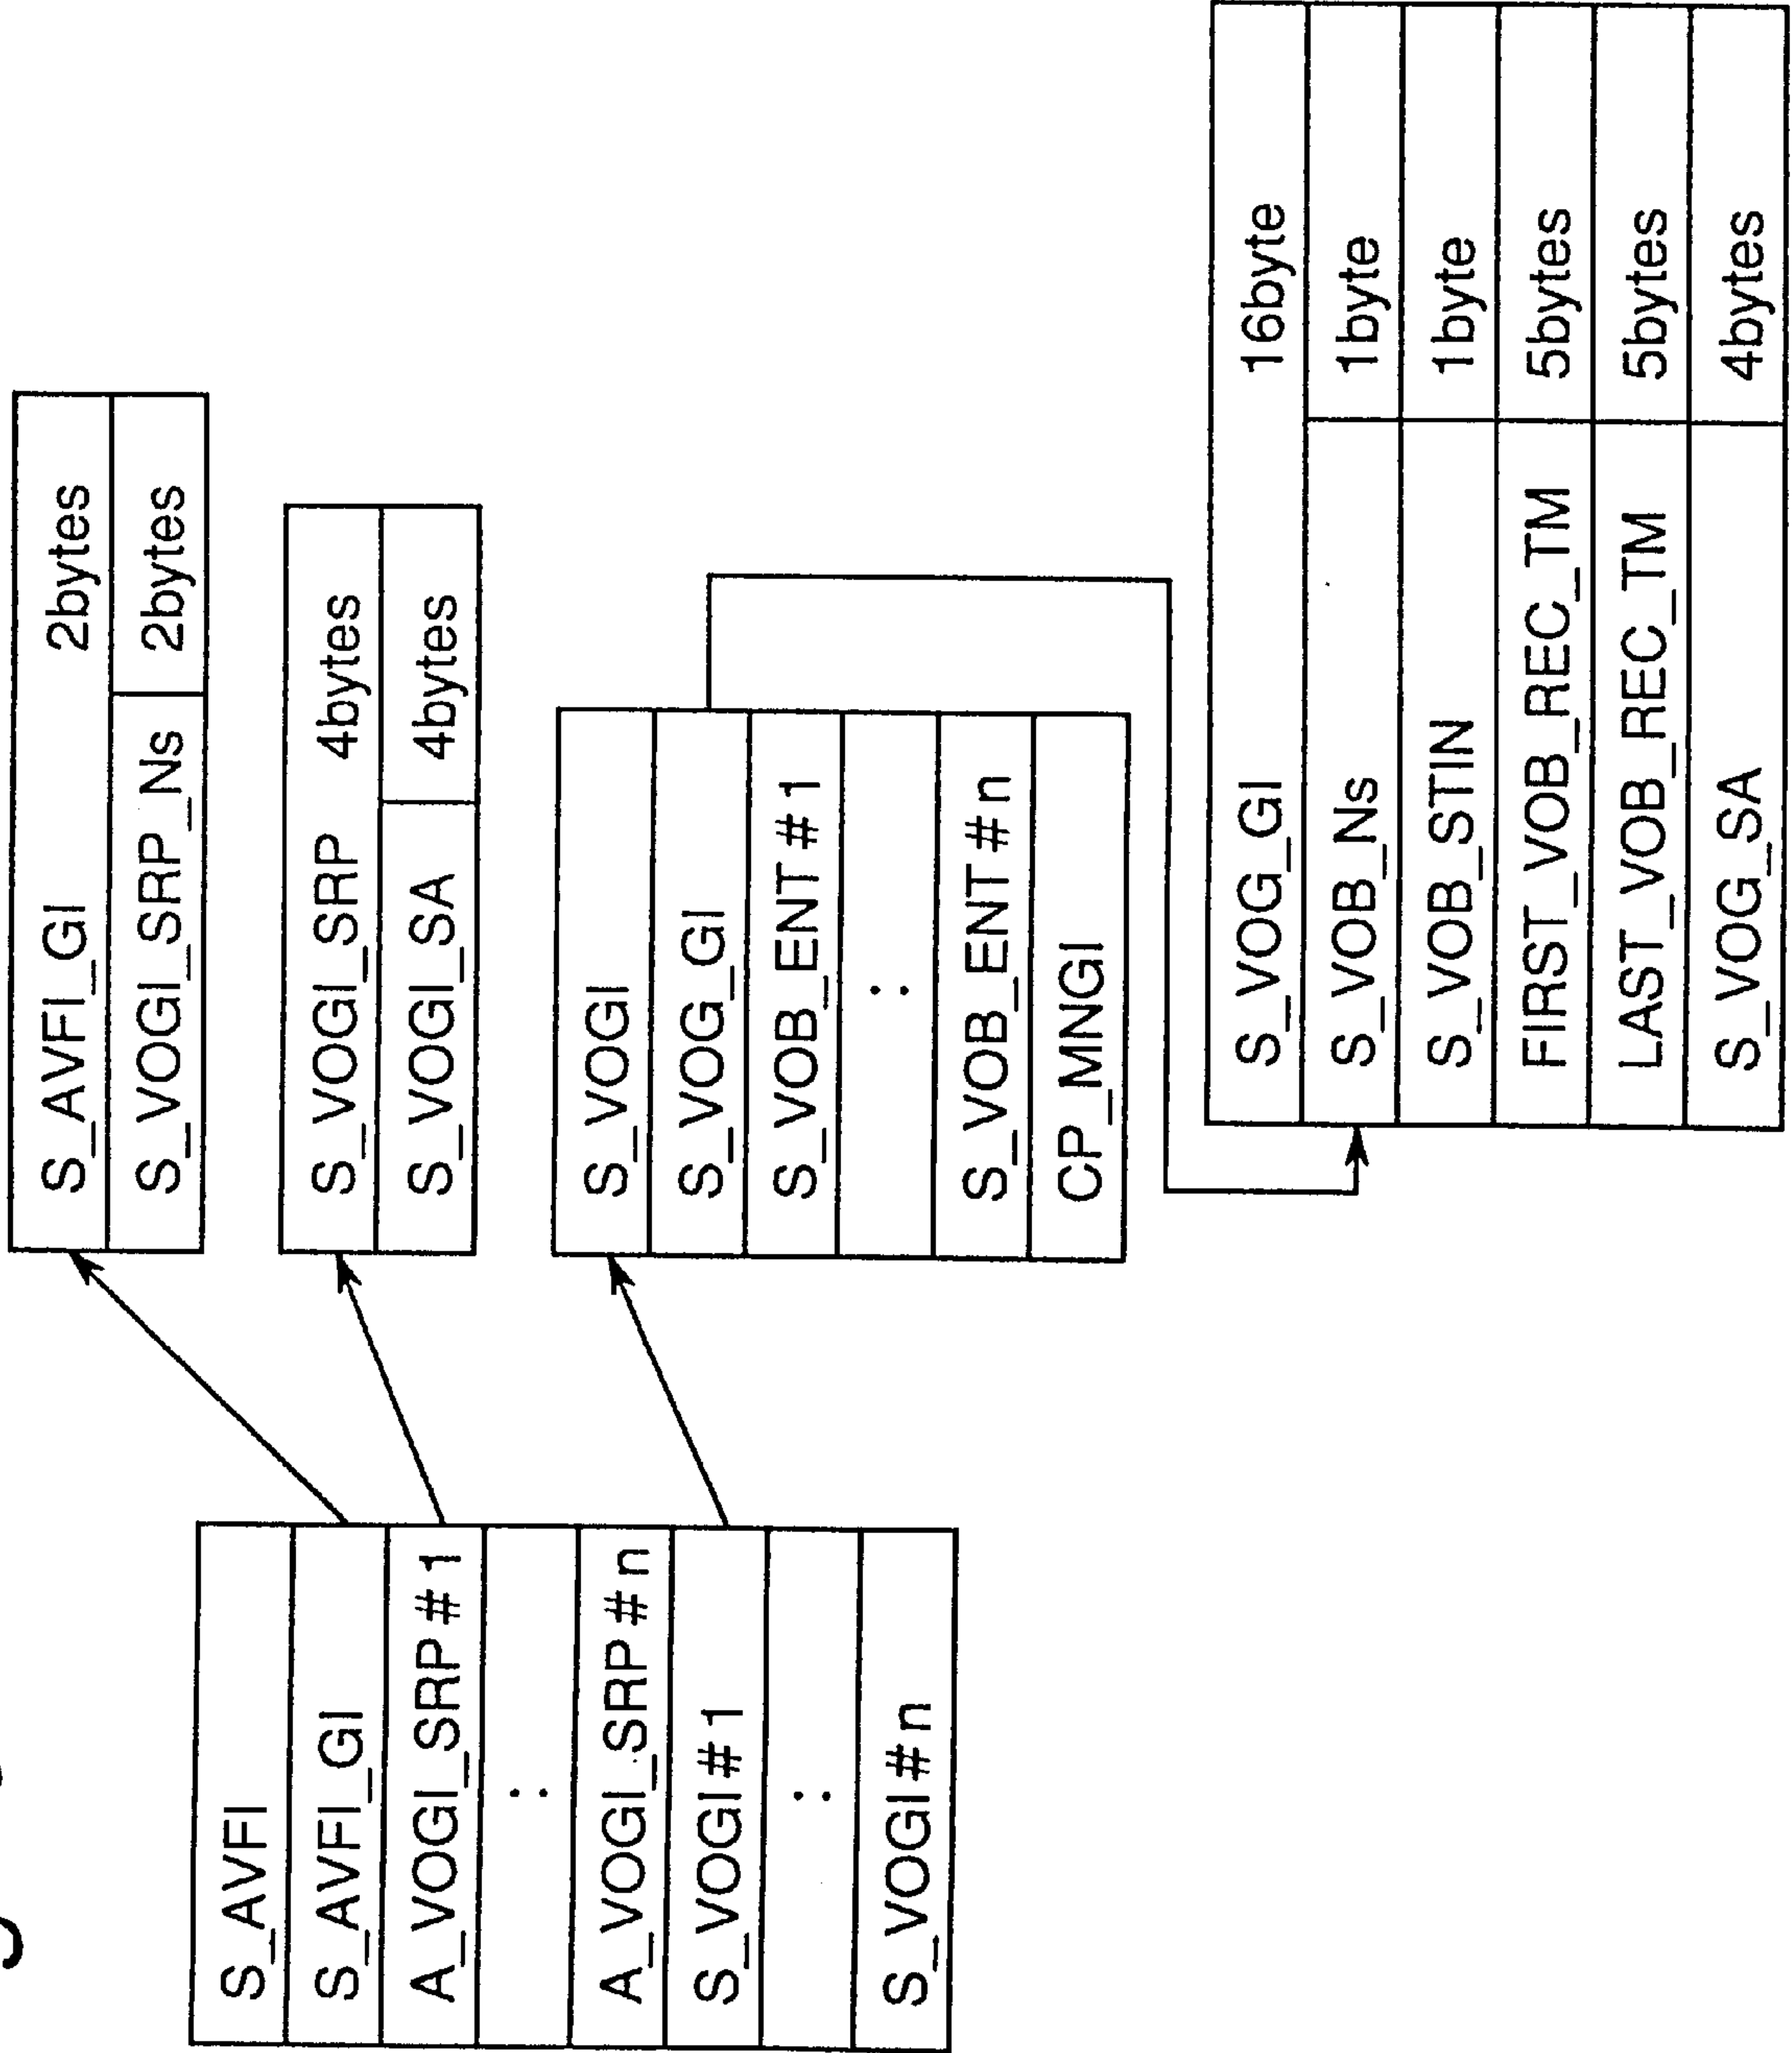 S_AVFI
S_AVFI_GI
A_VOGI_SRP#1
:
A_VOGI_SRP#n
S_VOGI#1
:
S_VOGI#n
S_AVFI_GI 2bytes
S_VOGI_SRP_Ns 2bytes
S_VOGI_SRP 4bytes
S_VOGI_SA 4bytes
S_VOGI
S_VOG_GI
S_VOB_ENT#1
:
S_VOB_ENT#n
CP_MNGI
S_VOG_GI 16byte
S_VOB_Ns 1byte
S_VOB_STIN 1byte
FIRST_VOB_REC_TM 5bytes
LAST_VOB_REC_TM 5bytes
S_VOG_SA 4bytes